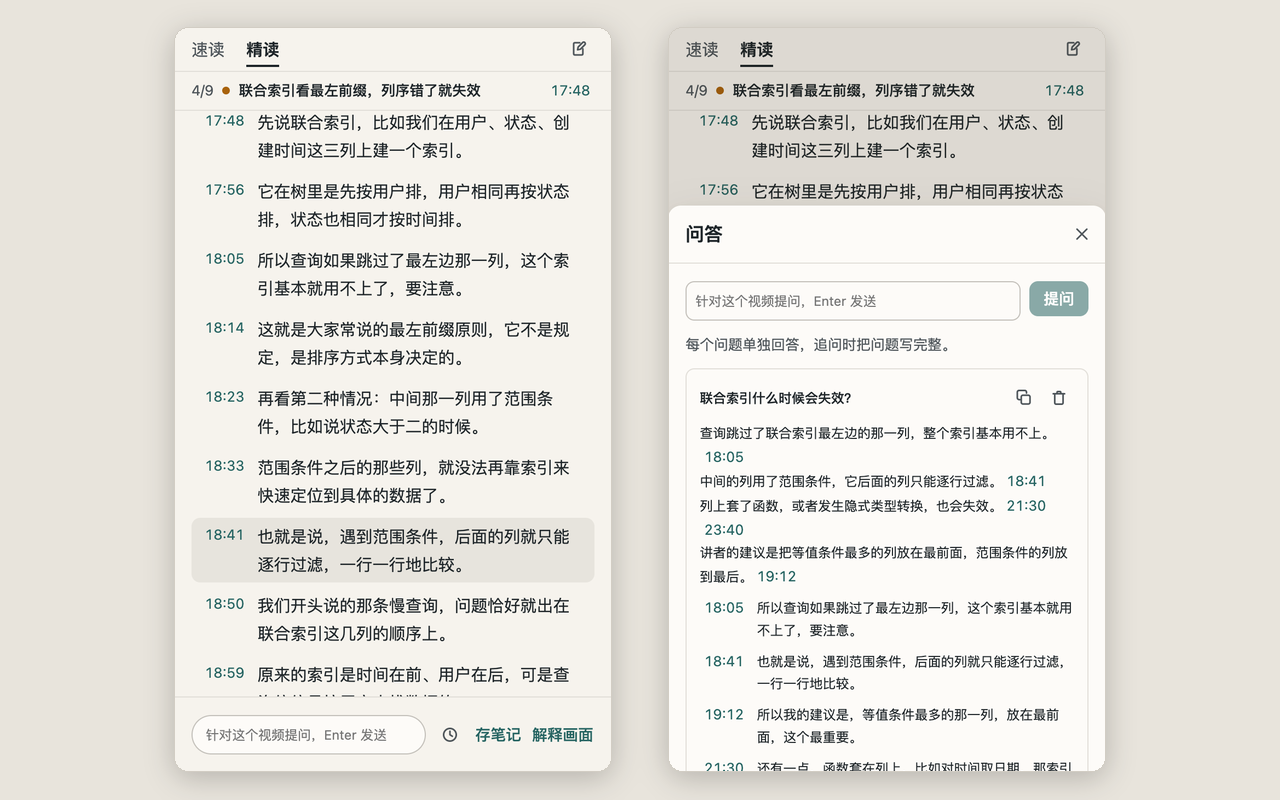 速读 精读
4/9 联合索引看最左前缀，列序错了就失效 17:48
17:48 先说联合索引，比如我们在用户、状态、创
建时间这三列上建一个索引。
17:56 它在树里是先按用户排，用户相同再按状态
排，状态也相同才按时间排。
18:05 所以查询如果跳过了最左边那一列，这个索
引基本就用不上了，要注意。
18:14 这就是大家常说的最左前缀原则，它不是规
定，是排序方式本身决定的。
18:23 再看第二种情况：中间那一列用了范围条
件，比如说状态大于二的时候。
18:33 范围条件之后的那些列，就没法再靠索引来
快速定位到具体的数据了。
18:41 也就是说，遇到范围条件，后面的列就只能
逐行过滤，一行一行地比较。
18:50 我们开头说的那条慢查询，问题恰好就出在
联合索引这几列的顺序上。
18:59 原来的索引是时间在前、用户在后，可是查
针对这个视频提问，Enter 发送 存笔记 解释画面
速读 精读
4/9 联合索引看最左前缀，列序错了就失效 17:48
17:48 先说联合索引，比如我们在用户、状态、创
建时间这三列上建一个索引。
17:56 它在树里是先按用户排，用户相同再按状态
问答
针对这个视频提问，Enter 发送 提问
每个问题单独回答，追问时把问题写完整。
联合索引什么时候会失效?
查询跳过了联合索引最左边的那一列，整个索引基本用不上。
18:05
中间的列用了范围条件，它后面的列只能逐行过滤。 18:41
列上套了函数，或者发生隐式类型转换，也会失效。 21:30
23:40
讲者的建议是把等值条件最多的列放在最前面，范围条件的列放
到最后。 19:12
18:05 所以查询如果跳过了最左边那一列，这个索引基本就用
不上了，要注意。
18:41 也就是说，遇到范围条件，后面的列就只能逐行过滤，
一行一行地比较。
19:12 所以我的建议是，等值条件最多的那一列，放在最前
面，这个最重要。
21:30 还有一点，函数套在列上，比如对时间取日期，那索引